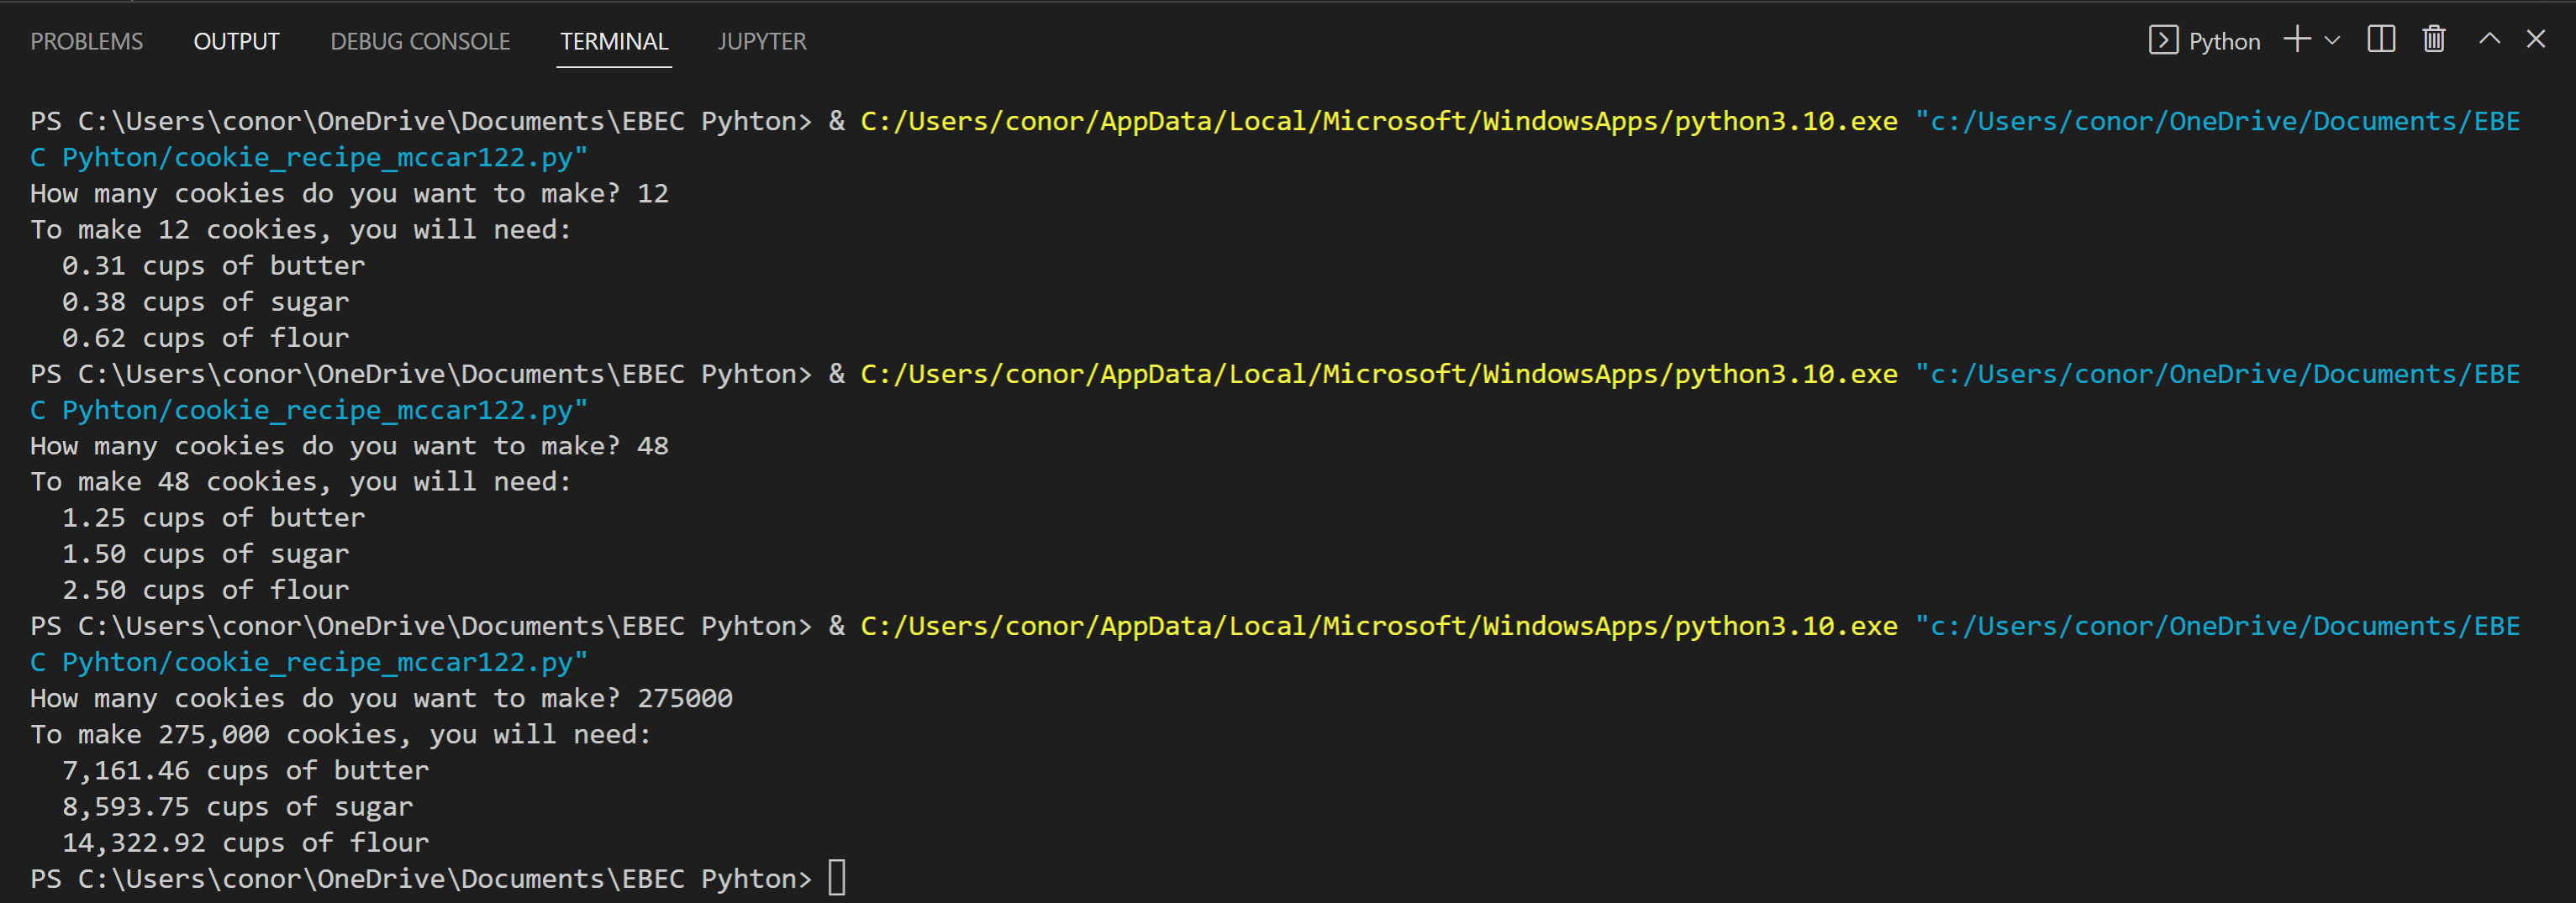 PROBLEMS OUTPUT DEBUG CONSOLE TERMINAL JUPYTER Python
PS C:\Users\conor\OneDrive\Documents\EBEC Pyhton> & C:/Users/conor/AppData/Local/Microsoft/WindowsApps/python3.10.exe "c:/Users/conor/OneDrive/Documents/EBE
C Pyhton/cookie_recipe_mccar122.py"
How many cookies do you want to make? 12
To make 12 cookies, you will need:
  0.31 cups of butter
  0.38 cups of sugar
  0.62 cups of flour
PS C:\Users\conor\OneDrive\Documents\EBEC Pyhton> & C:/Users/conor/AppData/Local/Microsoft/WindowsApps/python3.10.exe "c:/Users/conor/OneDrive/Documents/EBE
C Pyhton/cookie_recipe_mccar122.py"
How many cookies do you want to make? 48
To make 48 cookies, you will need:
  1.25 cups of butter
  1.50 cups of sugar
  2.50 cups of flour
PS C:\Users\conor\OneDrive\Documents\EBEC Pyhton> & C:/Users/conor/AppData/Local/Microsoft/WindowsApps/python3.10.exe "c:/Users/conor/OneDrive/Documents/EBE
C Pyhton/cookie_recipe_mccar122.py"
How many cookies do you want to make? 275000
To make 275,000 cookies, you will need:
  7,161.46 cups of butter
  8,593.75 cups of sugar
  14,322.92 cups of flour
PS C:\Users\conor\OneDrive\Documents\EBEC Pyhton>